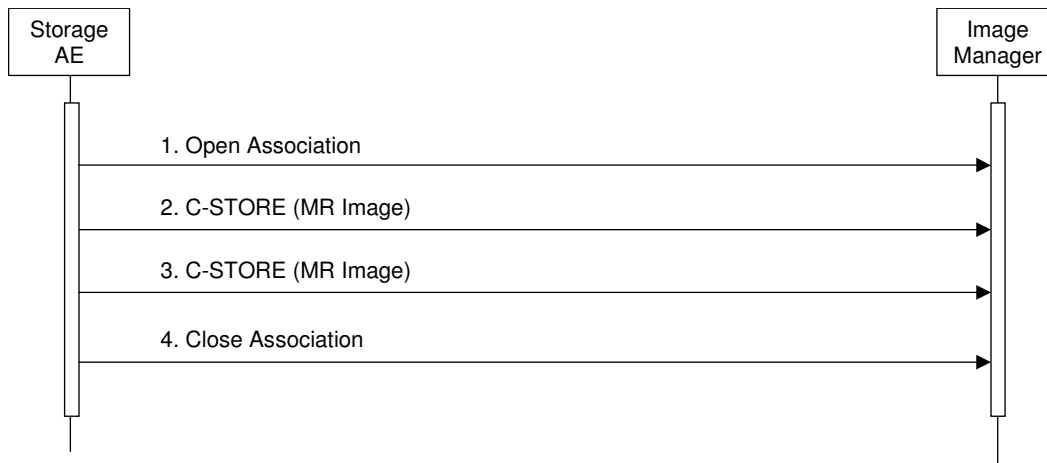 Storage
AE
Image
Manager
1. Open Association
2. C-STORE (MR Image)
3. C-STORE (MR Image)
4. Close Association